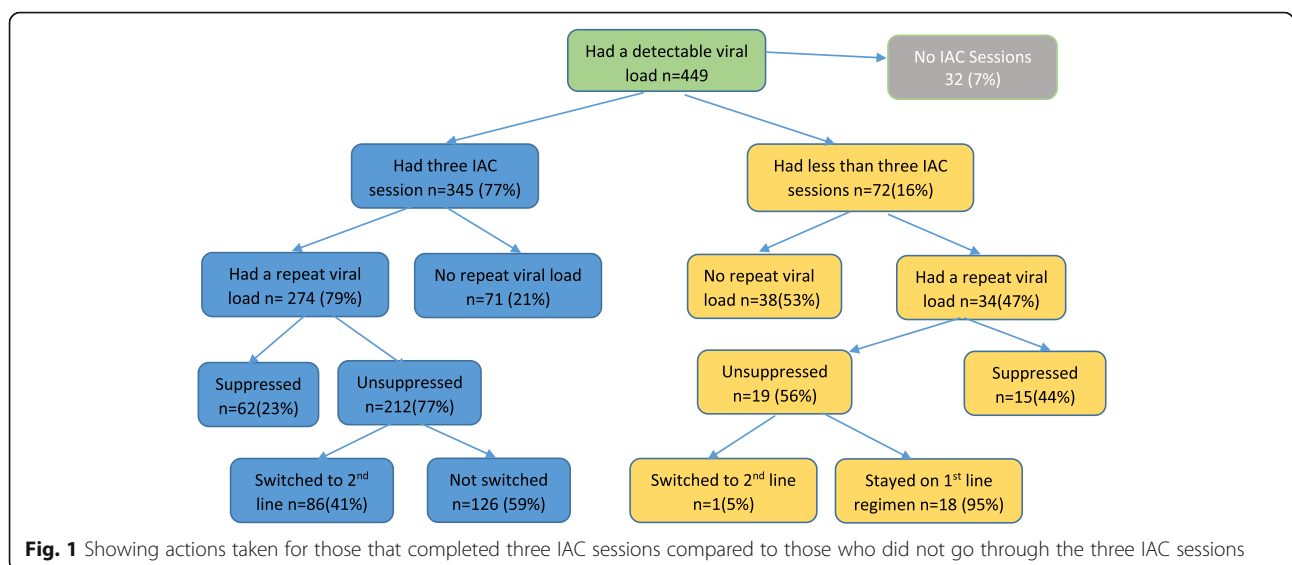 Had a detectable viral
load n=449
No IAC Sessions
32 (7%)
Had three IAC
session n=345 (77%)
Had less than three IAC
sessions n=72(16%)
Had a repeat viral
load n= 274 (79%)
No repeat viral load
n=71 (21%)
No repeat viral
load n=38(53%)
Had a repeat viral
load n=34(47%)
Suppressed
n=62(23%)
Unsuppressed
n=212(77%)
Unsuppressed
n=19 (56%)
Suppressed
n=15(44%)
Switched to 2nd
line n=86(41%)
Not switched
n=126 (59%)
Switched to 2nd line
n=1(5%)
Stayed on 1st line
regimen n=18 (95%)
Fig. 1 Showing actions taken for those that completed three IAC sessions compared to those who did not go through the three IAC sessions